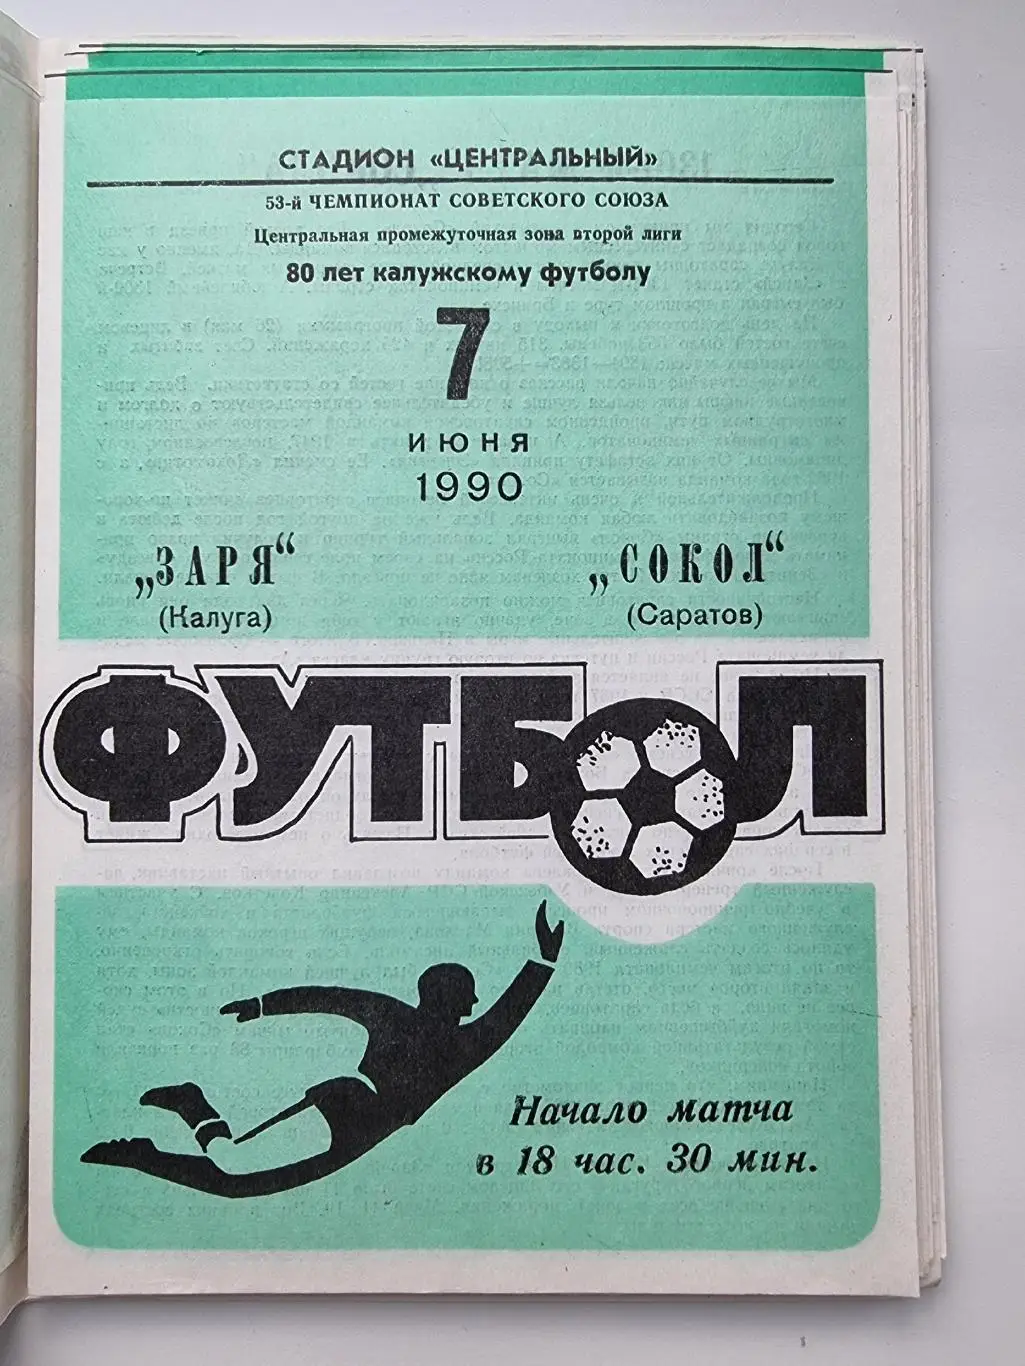 СТАДИОН «ЦЕНТРАЛЬНЫЙ»
53-й ЧЕМПИОНАТ СОВЕТСКОГО СОЮЗА
Центральная промежуточная зона второй лиги
80 лет калужскому футболу
7
ИЮНЯ
1990
„ЗАРЯ“
(Калуга)
„СОКОЛ“
(Саратов)
ФУТБОЛ
Начало матча
в 18 час. 30 мин.